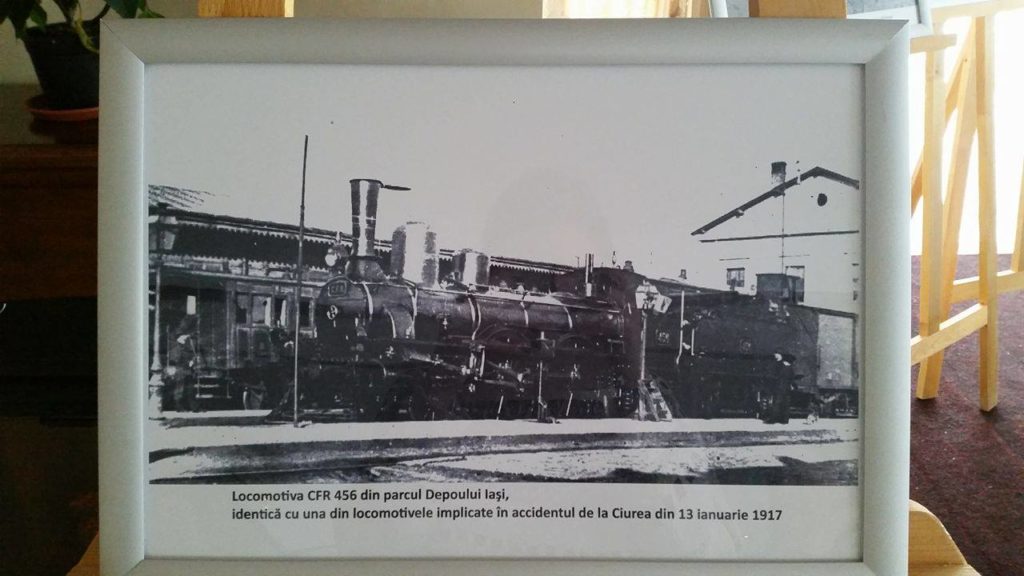 Locomotiva CFR 456 din parcul Depoului Iași,
identică cu una din locomotivele implicate în accidentul de la Ciurea din 13 ianuarie 1917